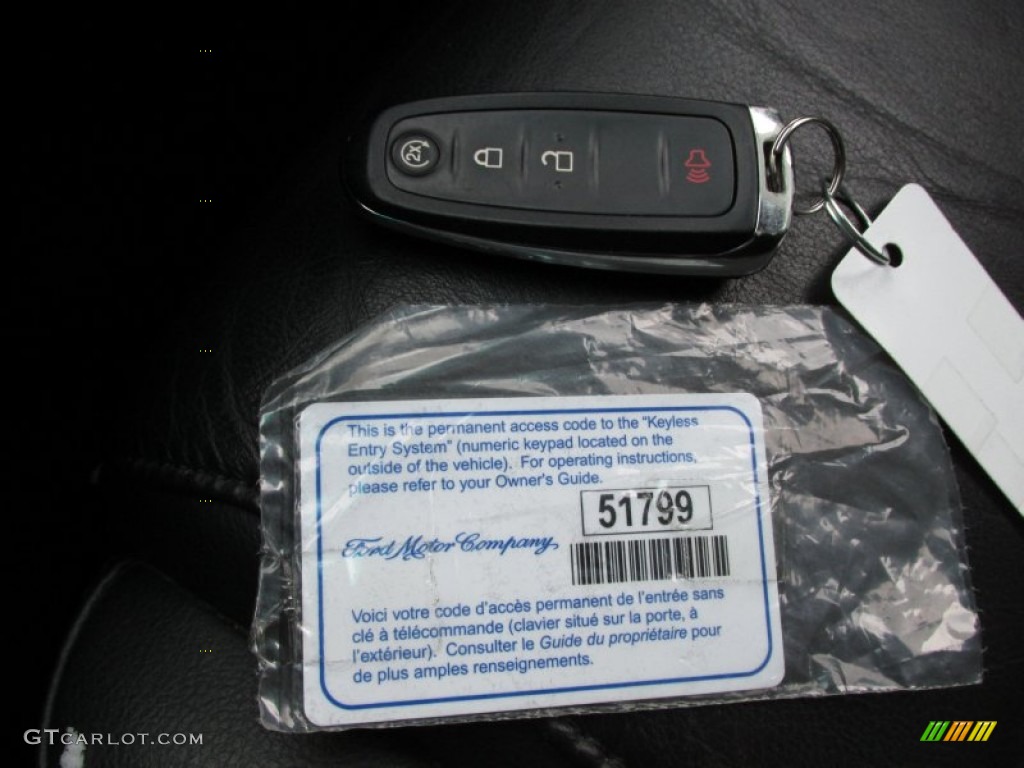 2x
This is the permanent access code to the "Keyless
Entry System" (numeric keypad located on the
outside of the vehicle). For operating instructions,
please refer to your Owner's Guide.
51799
Ford Motor Company,
Voici votre code d'accès permanent de l'entrée sans
clé à télécommande (clavier situé sur la porte, à
l'extérieur). Consulter le Guide du propriétaire pour
de plus amples renseignements.
GTCARLOT.COM